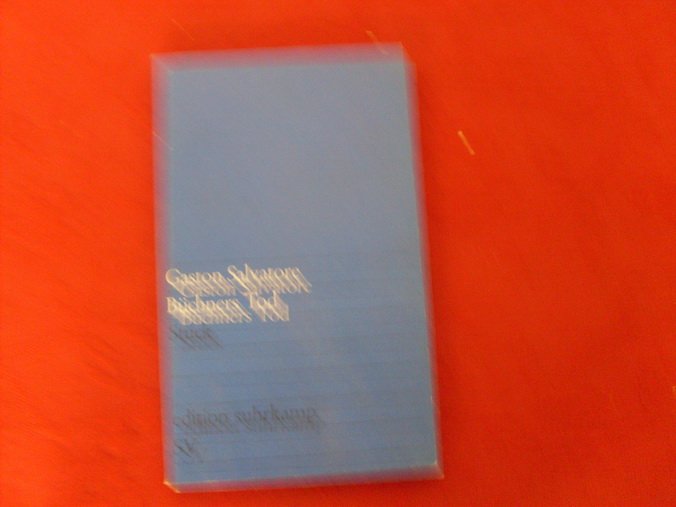 Gaston Salvatore
Büchners Tod
Stück
edition suhrkamp
SV